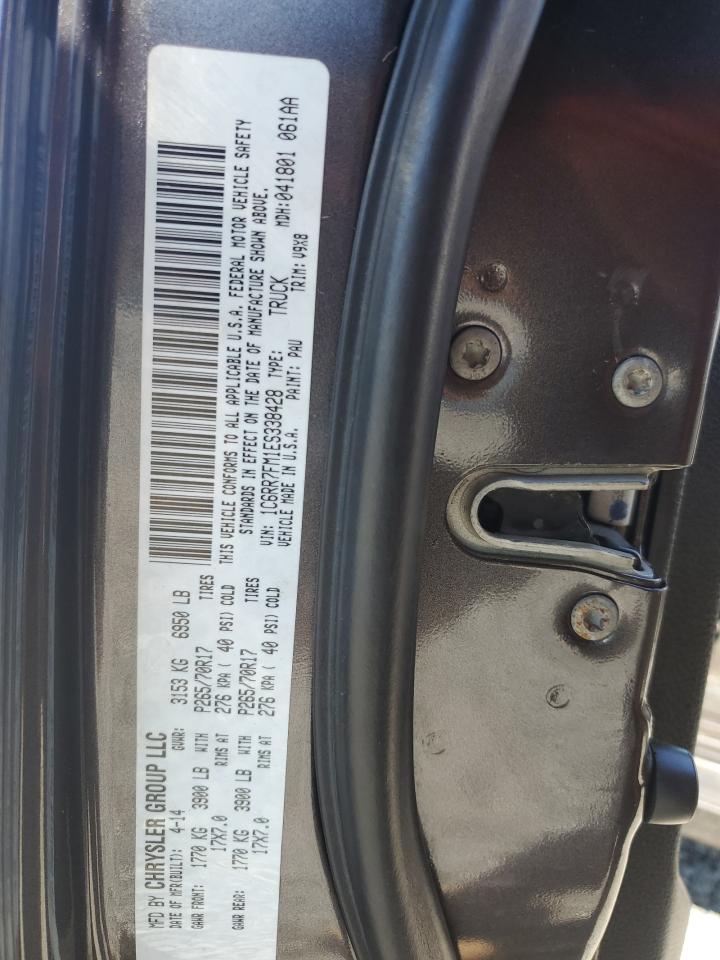 MFD BY CHRYSLER GROUP LLC
DATE OF MFR(BUILT): 4-14 GVWR: 3153 KG 6950 LB
GAWR FRONT: 1770 KG 3900 LB WITH P265/70R17 TIRES
17X7.0 RIMS AT 276 KPA ( 40 PSI) COLD
GAWR REAR: 1770 KG 3900 LB WITH P265/70R17 TIRES
17X7.0 RIMS AT 276 KPA ( 40 PSI) COLD
THIS VEHICLE CONFORMS TO ALL APPLICABLE U.S.A. FEDERAL MOTOR VEHICLE SAFETY
STANDARDS IN EFFECT ON THE DATE OF MANUFACTURE SHOWN ABOVE.
VIN: 1C6RR7FM1ES338428 TYPE: TRUCK MDH:041801 061AA
VEHICLE MADE IN U.S.A. PAINT: PAU TRIM: V9X8